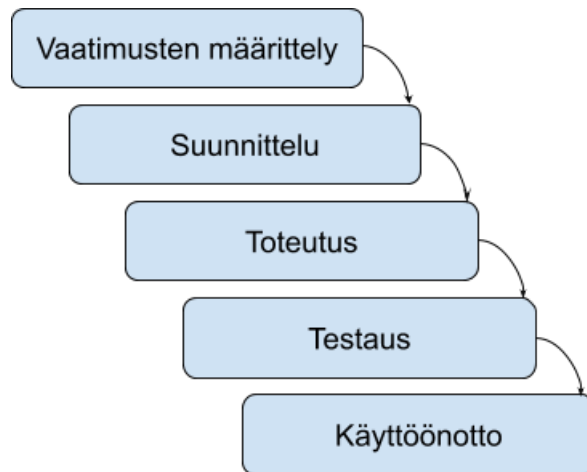 Vaatimusten määrittely
Suunnittelu
Toteutus
Testaus
Käyttöönotto